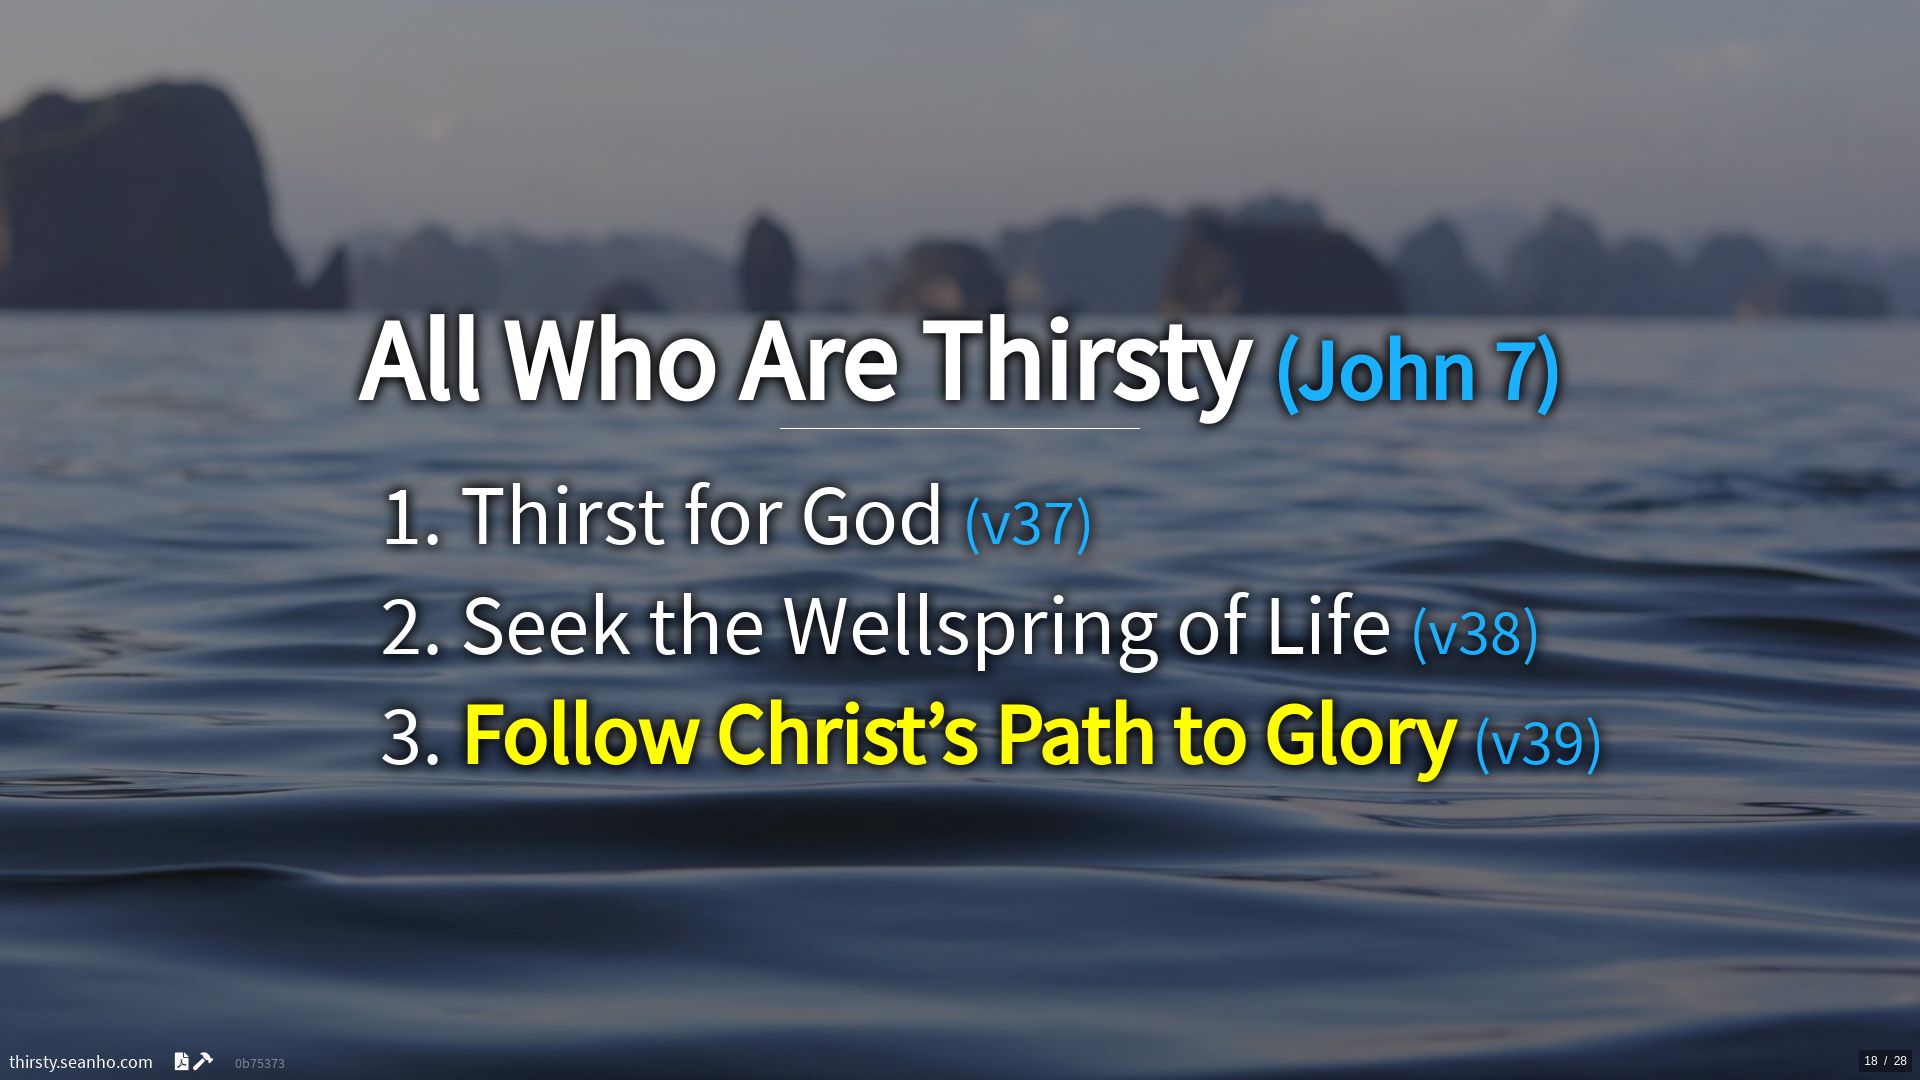 All Who Are Thirsty (John 7)
1. Thirst for God (v37)
2. Seek the Wellspring of Life (v38)
3. Follow Christ’s Path to Glory (v39)
thirsty.seanho.com 0b75373
18 / 28